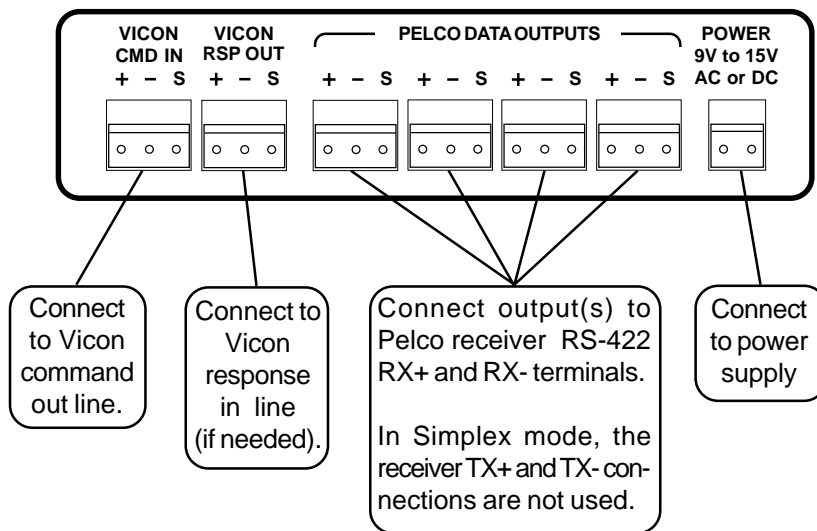 VICON
CMD IN
+ – S
VICON
RSP OUT
+ – S
PELCO DATA OUTPUTS
+ – S + – S + – S + – S
POWER
9V to 15V
AC or DC
Connect
to Vicon
command
out line.
Connect to
Vicon
response
in line
(if needed).
Connect output(s) to
Pelco receiver RS-422
RX+ and RX- terminals.
In Simplex mode, the
receiver TX+ and TX- con-
nections are not used.
Connect
to power
supply